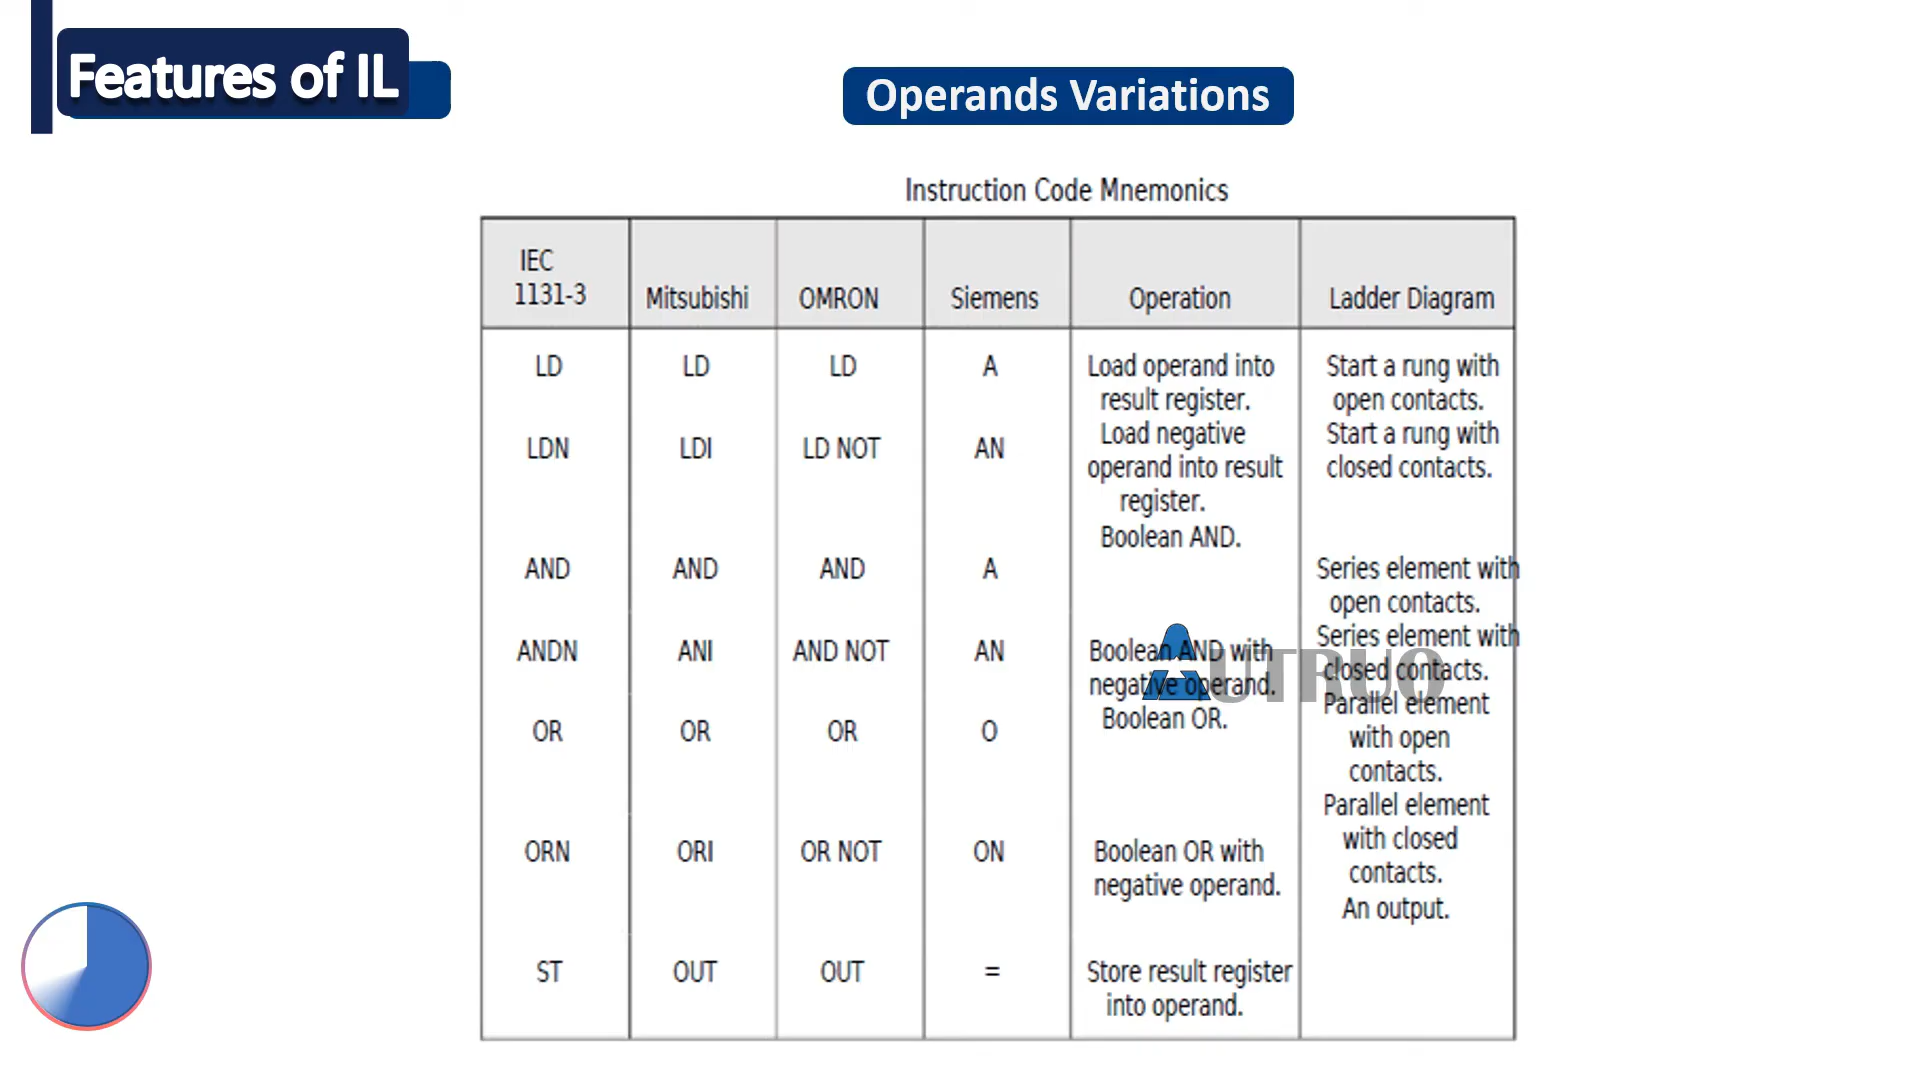 Features of IL
Operands Variations
Instruction Code Mnemonics
IEC
1131-3
Mitsubishi
OMRON
Siemens
Operation
Ladder Diagram
LD
LD
LD
A
Load operand into
result register.
Start a rung with
open contacts.
LDN
LDI
LD NOT
AN
Load negative
operand into result
register.
Start a rung with
closed contacts.
AND
AND
AND
A
Boolean AND.
Series element with
open contacts.
ANDN
ANI
AND NOT
AN
Boolean AND with
negative operand.
Series element with
closed contacts.
OR
OR
OR
O
Boolean OR.
Parallel element
with open
contacts.
ORN
ORI
OR NOT
ON
Boolean OR with
negative operand.
Parallel element
with closed
contacts.
ST
OUT
OUT
=
Store result register
into operand.
An output.
AUTRUO